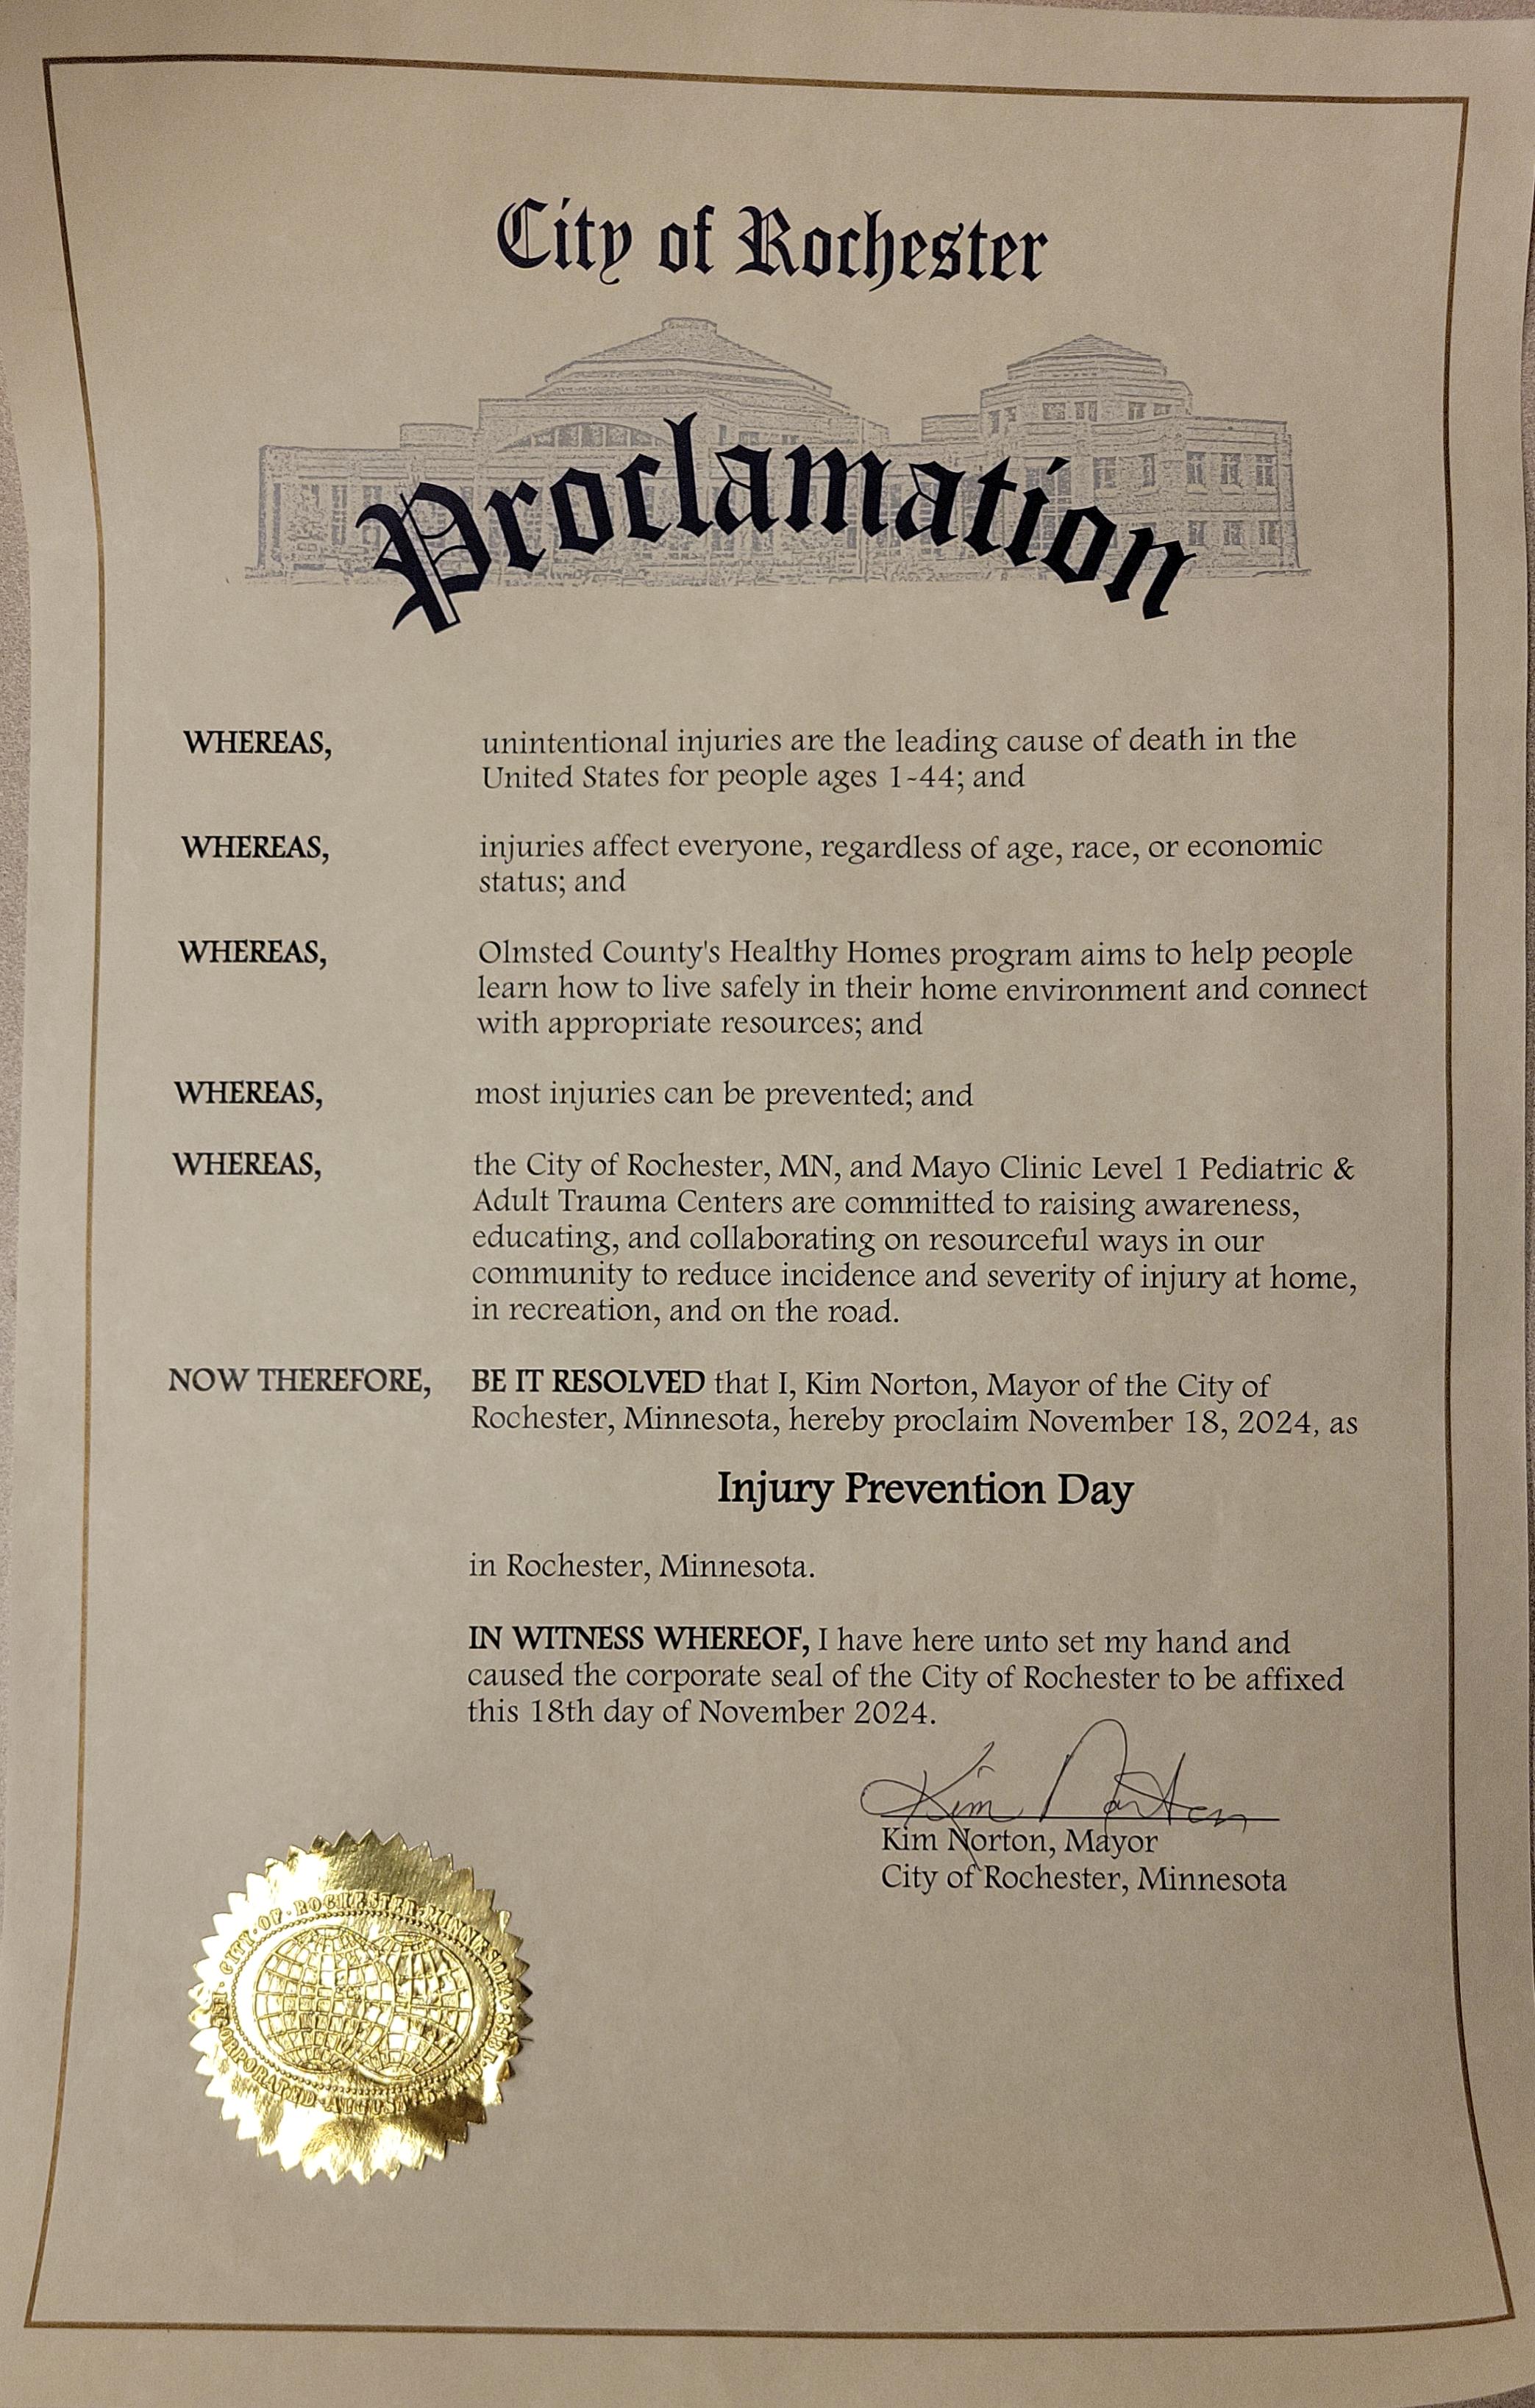 City of Rochester
Proclamation
WHEREAS, unintentional injuries are the leading cause of death in the
United States for people ages 1-44; and
WHEREAS, injuries affect everyone, regardless of age, race, or economic
status; and
WHEREAS, Olmsted County's Healthy Homes program aims to help people
learn how to live safely in their home environment and connect
with appropriate resources; and
WHEREAS, most injuries can be prevented; and
WHEREAS, the City of Rochester, MN, and Mayo Clinic Level 1 Pediatric &
Adult Trauma Centers are committed to raising awareness,
educating, and collaborating on resourceful ways in our
community to reduce incidence and severity of injury at home,
in recreation, and on the road.
NOW THEREFORE, BE IT RESOLVED that I, Kim Norton, Mayor of the City of
Rochester, Minnesota, hereby proclaim November 18, 2024, as
Injury Prevention Day
in Rochester, Minnesota.
IN WITNESS WHEREOF, I have here unto set my hand and
caused the corporate seal of the City of Rochester to be affixed
this 18th day of November 2024.
Kim Norton
Kim Norton, Mayor
City of Rochester, Minnesota
CITY · OF · ROCHESTER · MINNESOTA
INCORPORATED · AUGUST